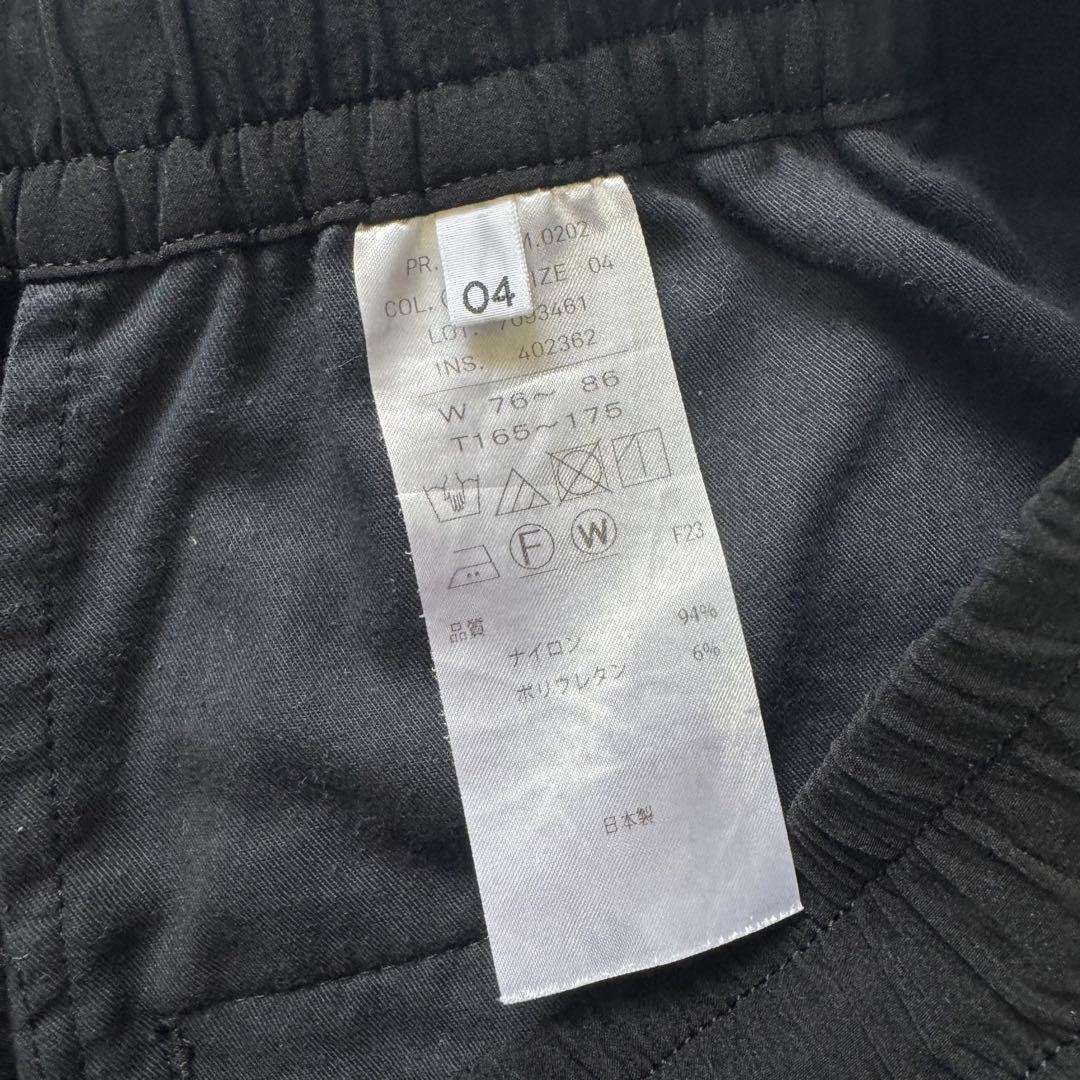 04
PR. 1.0202
COL. IZE 04
LOT. 7093461
INS. 402362
W 76～ 86
T165～175
F W F23
品質
ナイロン 94%
ポリウレタン 6%
日本製